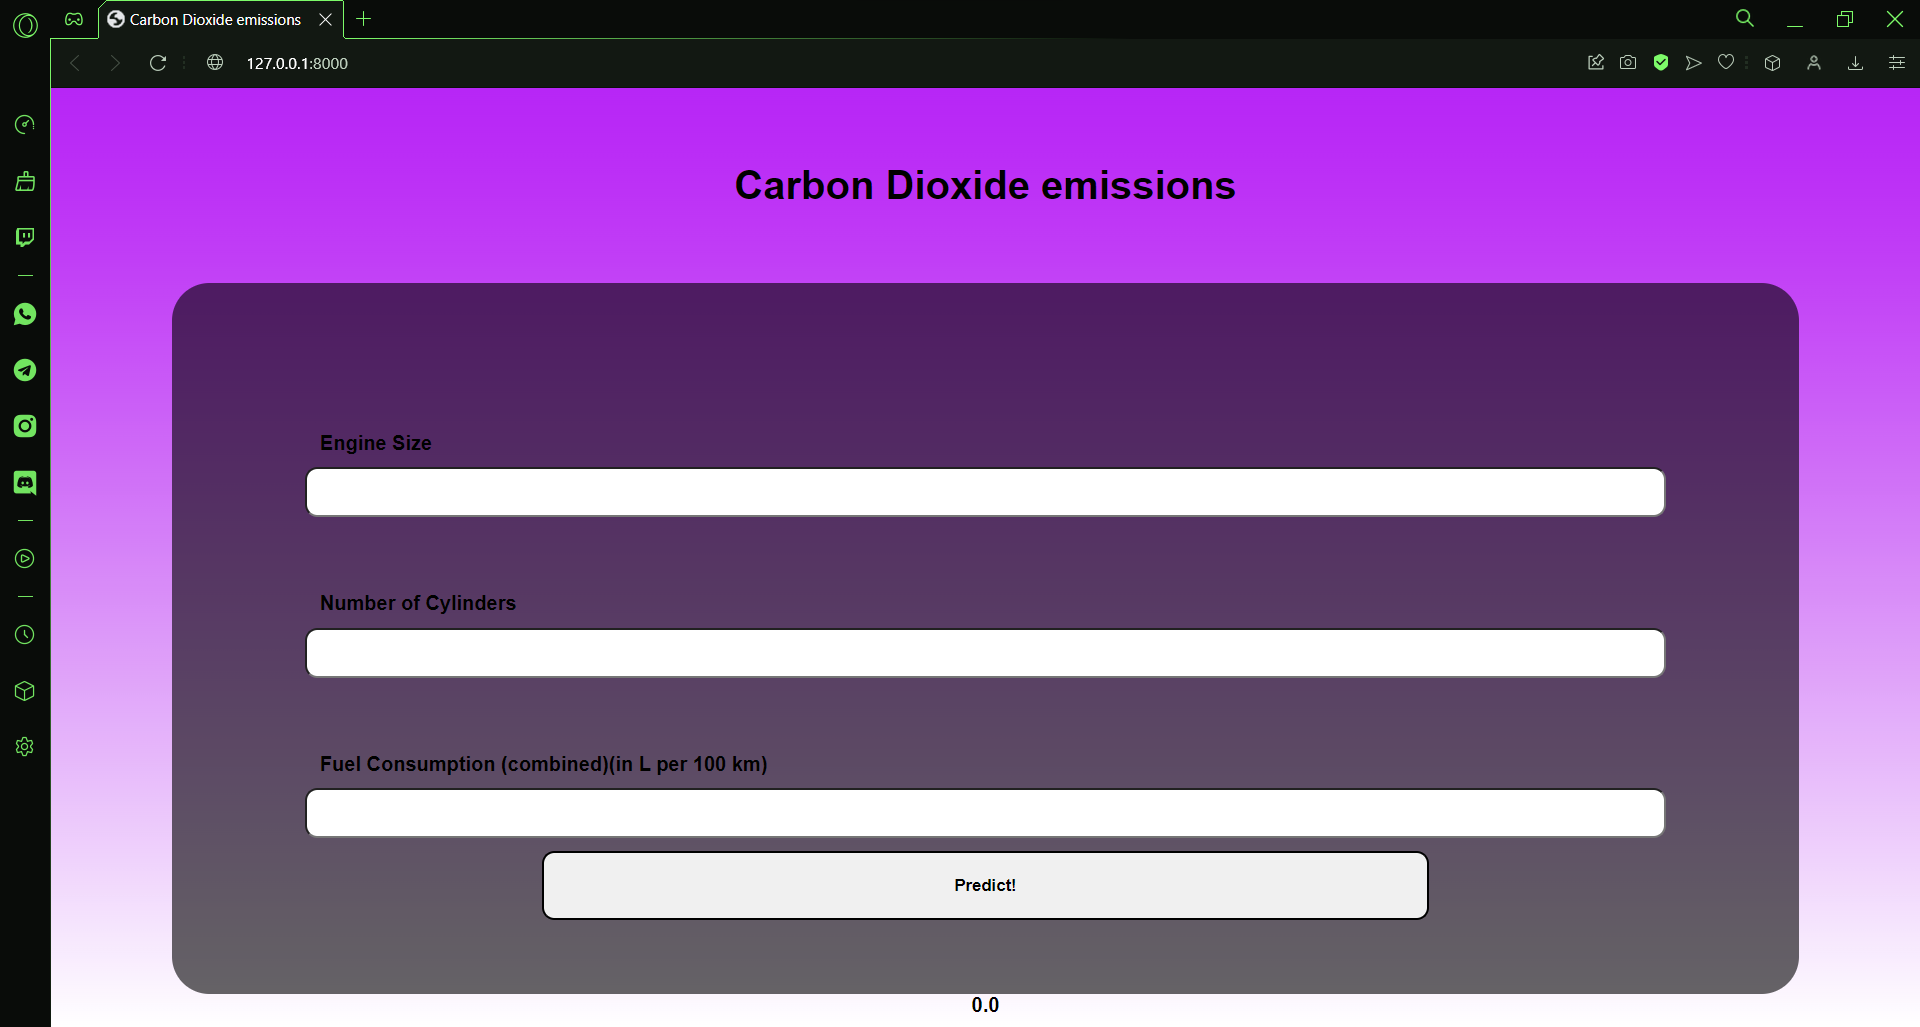 Carbon Dioxide emissions
127.0.0.1:8000
Carbon Dioxide emissions
Engine Size
Number of Cylinders
Fuel Consumption (combined)(in L per 100 km)
Predict!
0.0